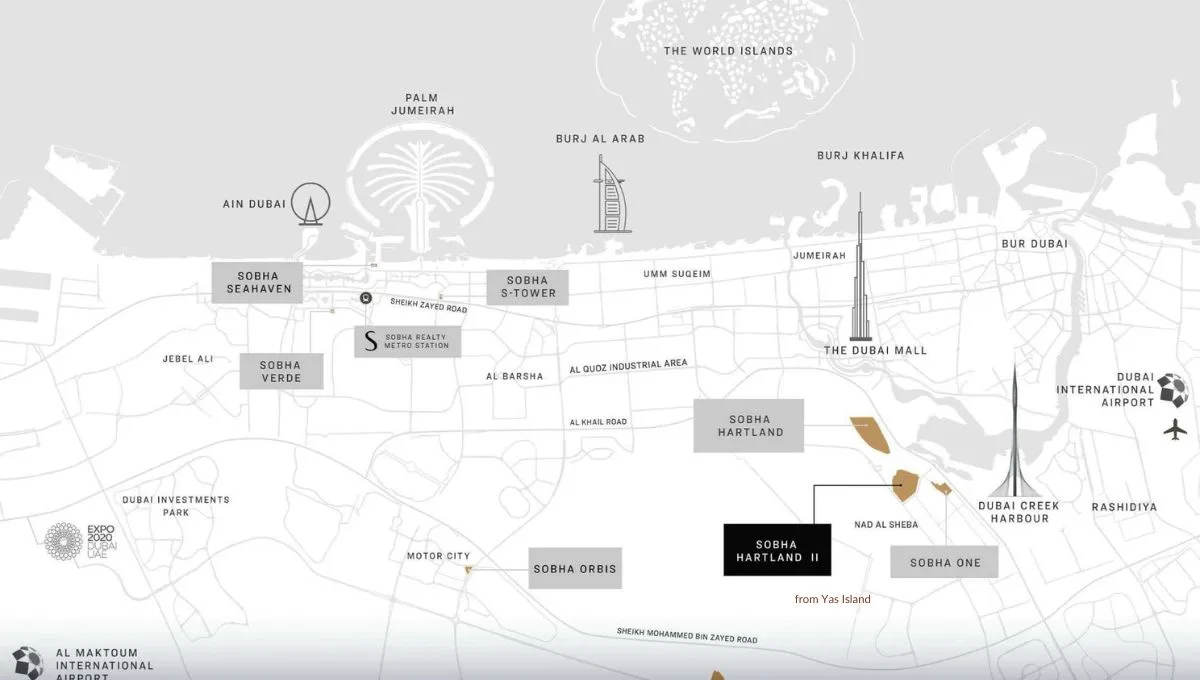 THE WORLD ISLANDS
PALM
JUMEIRAH
BURJ AL ARAB
BURJ KHALIFA
AIN DUBAI
BUR DUBAI
JUMEIRAH
SOBHA
SEAHAVEN
SOBHA
S-TOWER
UMM SUQEIM
SHEIKH ZAYED ROAD
S SOBHA REALTY
METRO STATION
THE DUBAI MALL
JEBEL ALI
SOBHA
VERDE
AL BARSHA
AL QUOZ INDUSTRIAL AREA
DUBAI
INTERNATIONAL
AIRPORT
SOBHA
HARTLAND
AL KHAIL ROAD
DUBAI INVESTMENTS
PARK
DUBAI CREEK
HARBOUR
RASHIDIYA
NAD AL SHEBA
EXPO
2020
DUBAI
UAE
SOBHA
HARTLAND II
MOTOR CITY
SOBHA ORBIS
SOBHA ONE
from Yas Island
SHEIKH MOHAMMED BIN ZAYED ROAD
AL MAKTOUM
INTERNATIONAL
AIRPORT